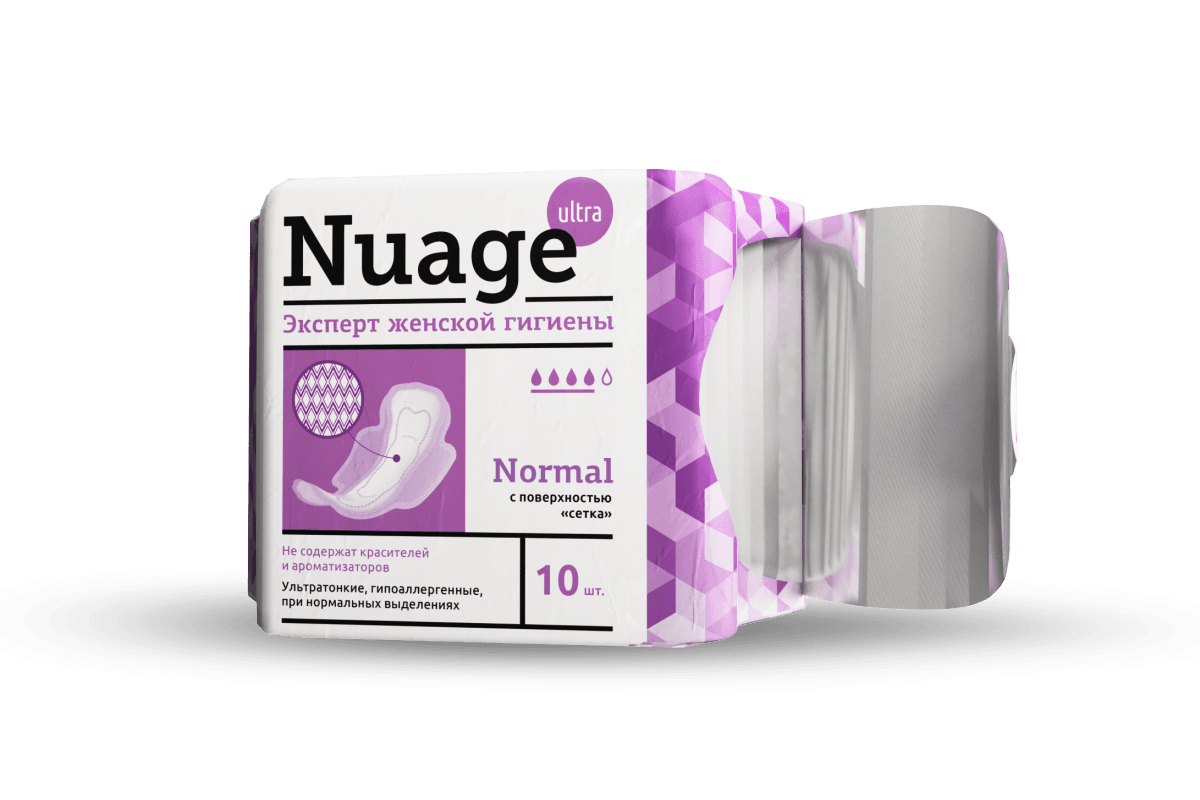 ultra
Nuage
Эксперт женской гигиены
Normal
с поверхностью
«сетка»
Не содержат красителей
и ароматизаторов
Ультратонкие, гипоаллергенные,
при нормальных выделениях
10 шт.